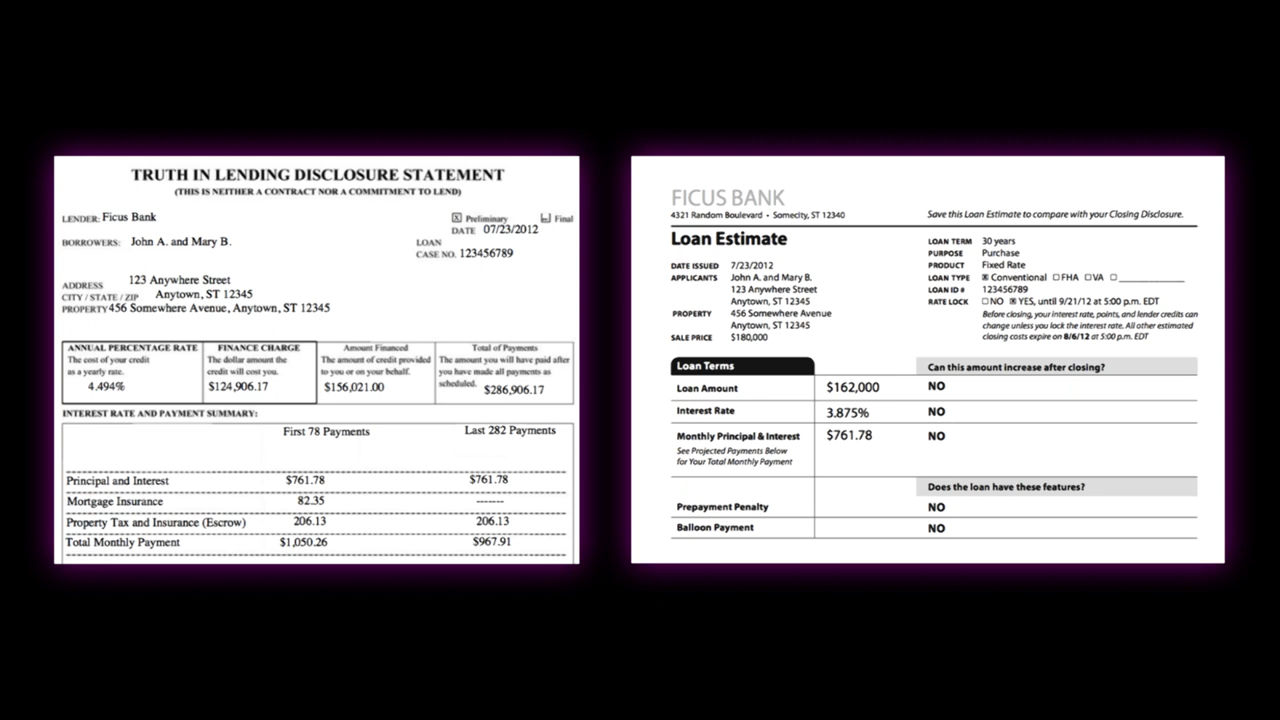 TRUTH IN LENDING DISCLOSURE STATEMENT
(THIS IS NEITHER A CONTRACT NOR A COMMITMENT TO LEND)
LENDER: Ficus Bank
☒ Preliminary ☐ Final
DATE 07/23/2012
BORROWERS: John A. and Mary B.
LOAN
CASE NO. 123456789
ADDRESS 123 Anywhere Street
CITY / STATE / ZIP Anytown, ST 12345
PROPERTY 456 Somewhere Avenue, Anytown, ST 12345
ANNUAL PERCENTAGE RATE
The cost of your credit
as a yearly rate.
4.494%
FINANCE CHARGE
The dollar amount the
credit will cost you.
$124,906.17
Amount Financed
The amount of credit provided
to you or on your behalf.
$156,021.00
Total of Payments
The amount you will have paid after
you have made all payments as
scheduled. $286,906.17
INTEREST RATE AND PAYMENT SUMMARY:
First 78 Payments Last 282 Payments
Principal and Interest $761.78 $761.78
Mortgage Insurance 82.35 -------
Property Tax and Insurance (Escrow) 206.13 206.13
Total Monthly Payment $1,050.26 $967.91
FICUS BANK
4321 Random Boulevard • Somecity, ST 12340
Save this Loan Estimate to compare with your Closing Disclosure.
Loan Estimate
DATE ISSUED 7/23/2012
APPLICANTS John A. and Mary B.
123 Anywhere Street
Anytown, ST 12345
PROPERTY 456 Somewhere Avenue
Anytown, ST 12345
SALE PRICE $180,000
LOAN TERM 30 years
PURPOSE Purchase
PRODUCT Fixed Rate
LOAN TYPE ☒ Conventional ☐ FHA ☐ VA ☐ ______________
LOAN ID # 123456789
RATE LOCK ☐ NO ☒ YES, until 9/21/12 at 5:00 p.m. EDT
Before closing, your interest rate, points, and lender credits can
change unless you lock the interest rate. All other estimated
closing costs expire on 8/6/12 at 5:00 p.m. EDT
Loan Terms Can this amount increase after closing?
Loan Amount $162,000 NO
Interest Rate 3.875% NO
Monthly Principal & Interest $761.78 NO
See Projected Payments Below
for Your Total Monthly Payment
Does the loan have these features?
Prepayment Penalty NO
Balloon Payment NO